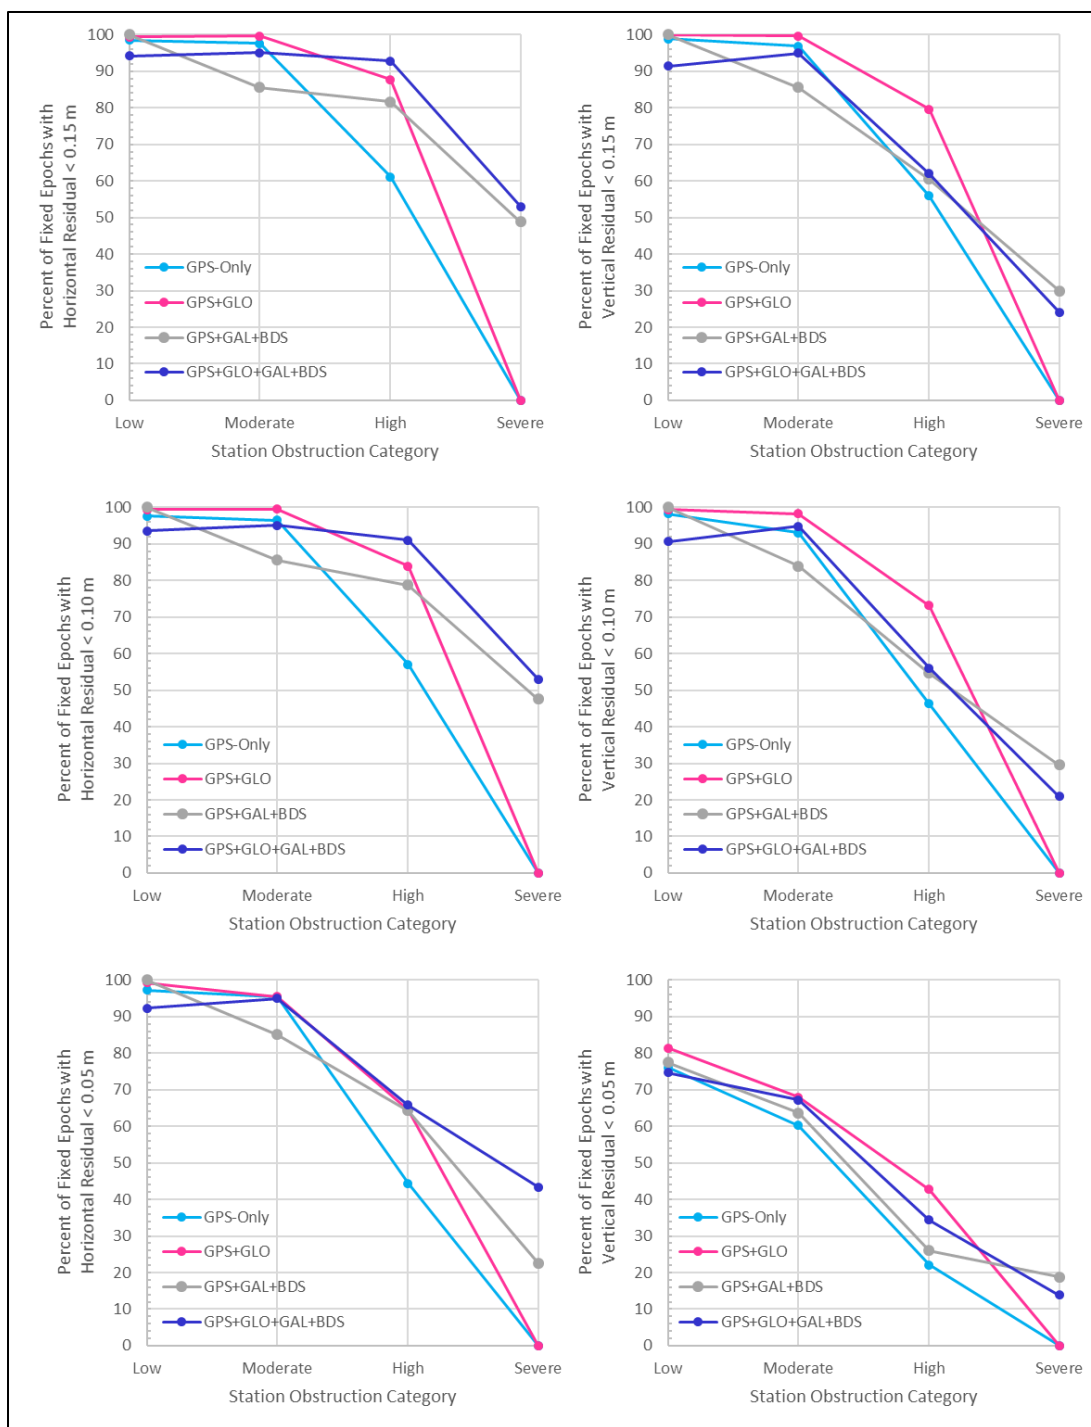 Percent of Fixed Epochs with
Horizontal Residual < 0.15 m
100
90
80
70
60
50
40
30
20
10
0
GPS-Only
GPS+GLO
GPS+GAL+BDS
GPS+GLO+GAL+BDS
Low Moderate High Severe
Station Obstruction Category
Percent of Fixed Epochs with
Vertical Residual < 0.15 m
100
90
80
70
60
50
40
30
20
10
0
GPS-Only
GPS+GLO
GPS+GAL+BDS
GPS+GLO+GAL+BDS
Low Moderate High Severe
Station Obstruction Category
Percent of Fixed Epochs with
Horizontal Residual < 0.10 m
100
90
80
70
60
50
40
30
20
10
0
GPS-Only
GPS+GLO
GPS+GAL+BDS
GPS+GLO+GAL+BDS
Low Moderate High Severe
Station Obstruction Category
Percent of Fixed Epochs with
Vertical Residual < 0.10 m
100
90
80
70
60
50
40
30
20
10
0
GPS-Only
GPS+GLO
GPS+GAL+BDS
GPS+GLO+GAL+BDS
Low Moderate High Severe
Station Obstruction Category
Percent of Fixed Epochs with
Horizontal Residual < 0.05 m
100
90
80
70
60
50
40
30
20
10
0
GPS-Only
GPS+GLO
GPS+GAL+BDS
GPS+GLO+GAL+BDS
Low Moderate High Severe
Station Obstruction Category
Percent of Fixed Epochs with
Vertical Residual < 0.05 m
100
90
80
70
60
50
40
30
20
10
0
GPS-Only
GPS+GLO
GPS+GAL+BDS
GPS+GLO+GAL+BDS
Low Moderate High Severe
Station Obstruction Category